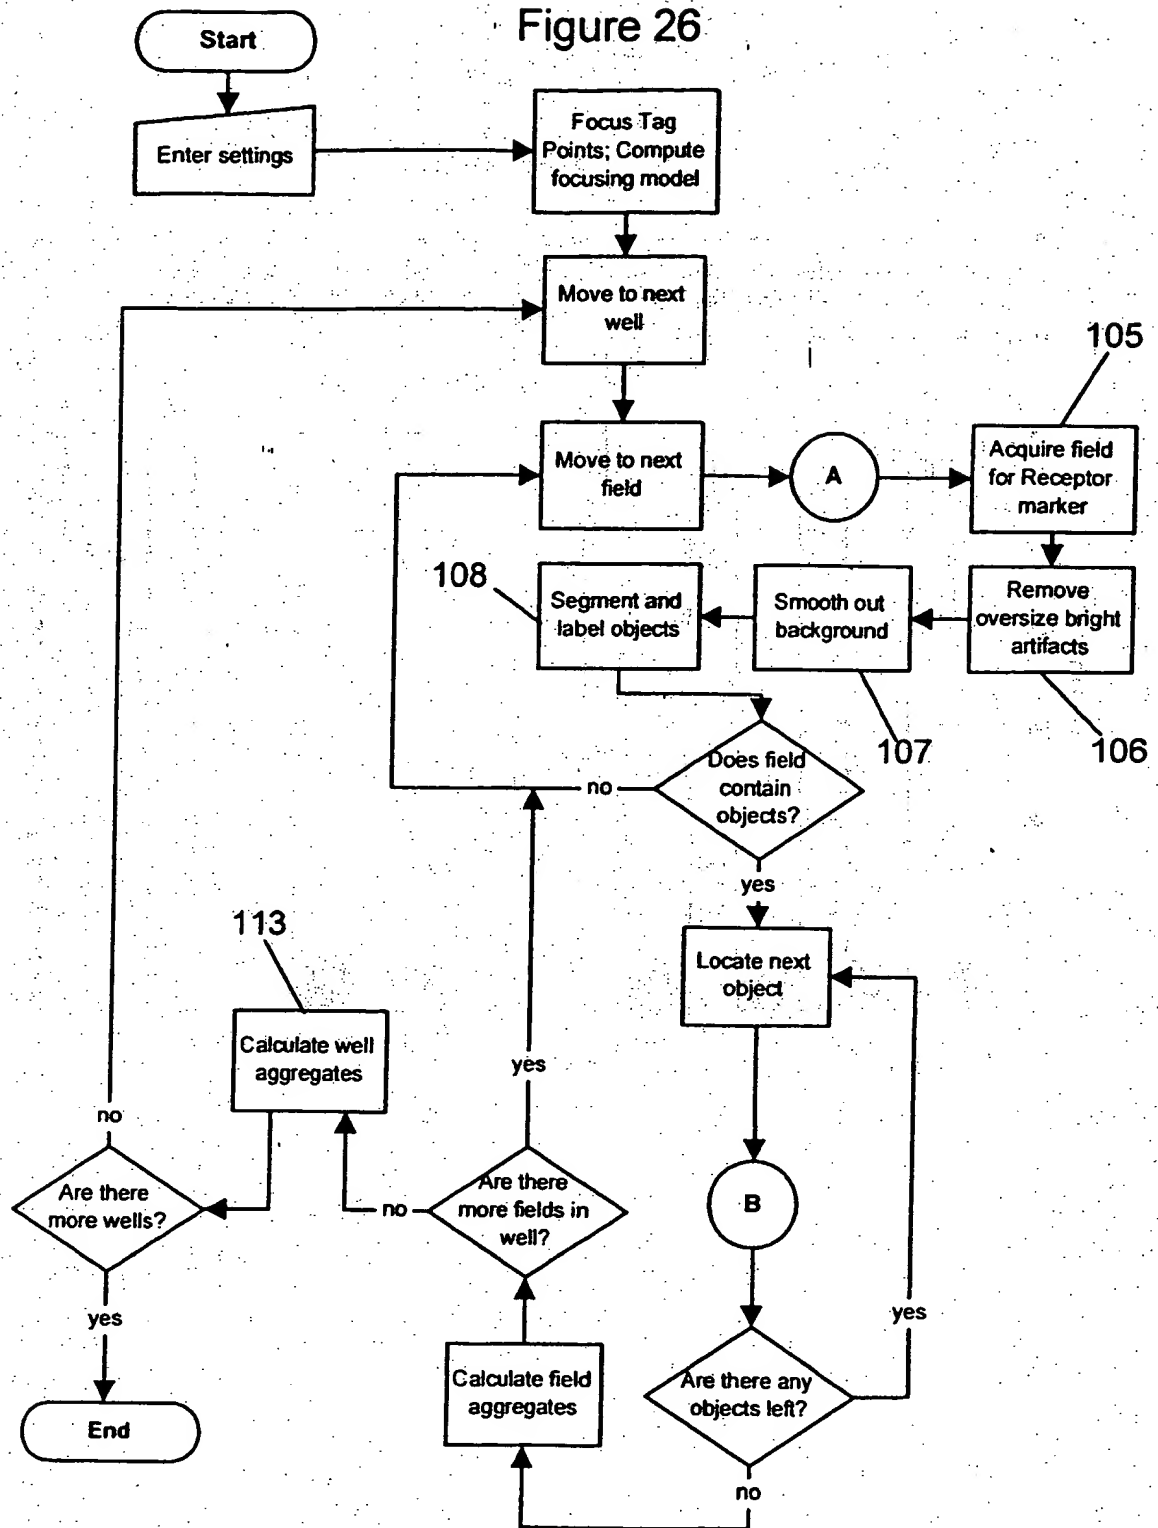 Figure 26
Start
Enter settings
Focus Tag
Points; Compute
focusing model
Move to next
well
105
Move to next
field
A
Acquire field
for Receptor
marker
108
Segment and
label objects
Smooth out
background
Remove
oversize bright
artifacts
107
106
Does field
contain
objects?
no
yes
113
Locate next
object
Calculate well
aggregates
yes
no
Are there
more wells?
no
Are there
more fields in
well?
B
yes
yes
Calculate field
aggregates
Are there any
objects left?
End
no